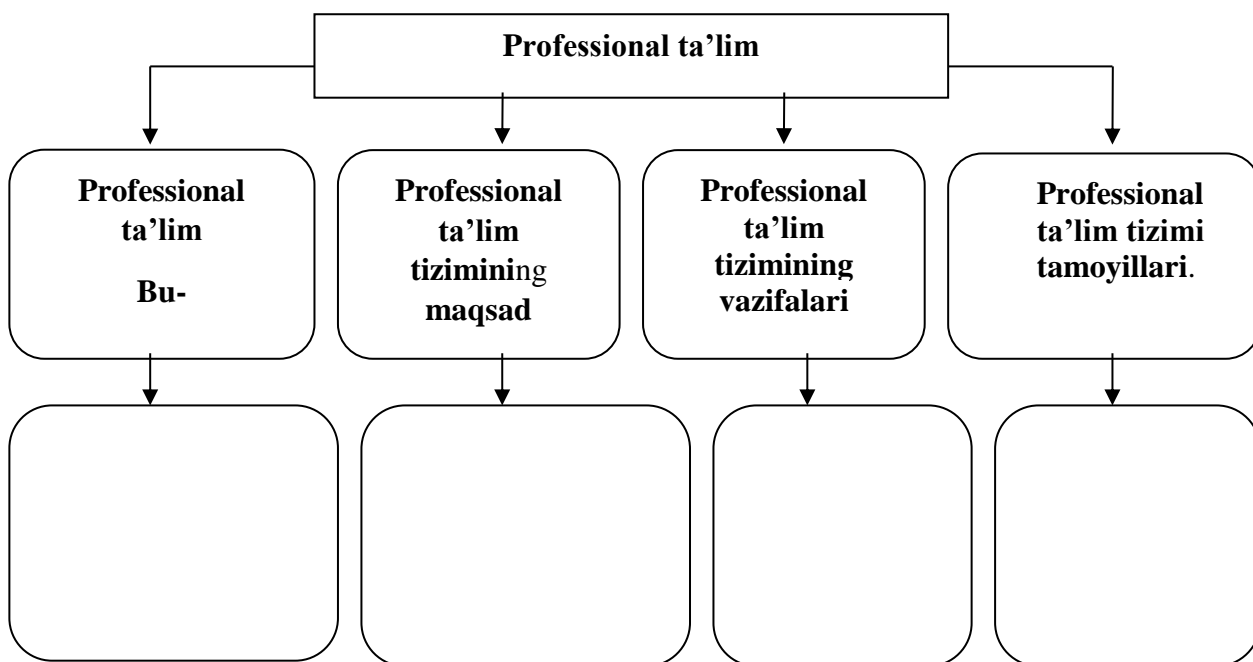 Professional ta’lim
Professional
ta’lim
Bu-
Professional
ta’lim
tizimining
maqsad
Professional
ta’lim
tizimining
vazifalari
Professional
ta’lim tizimi
tamoyillari.